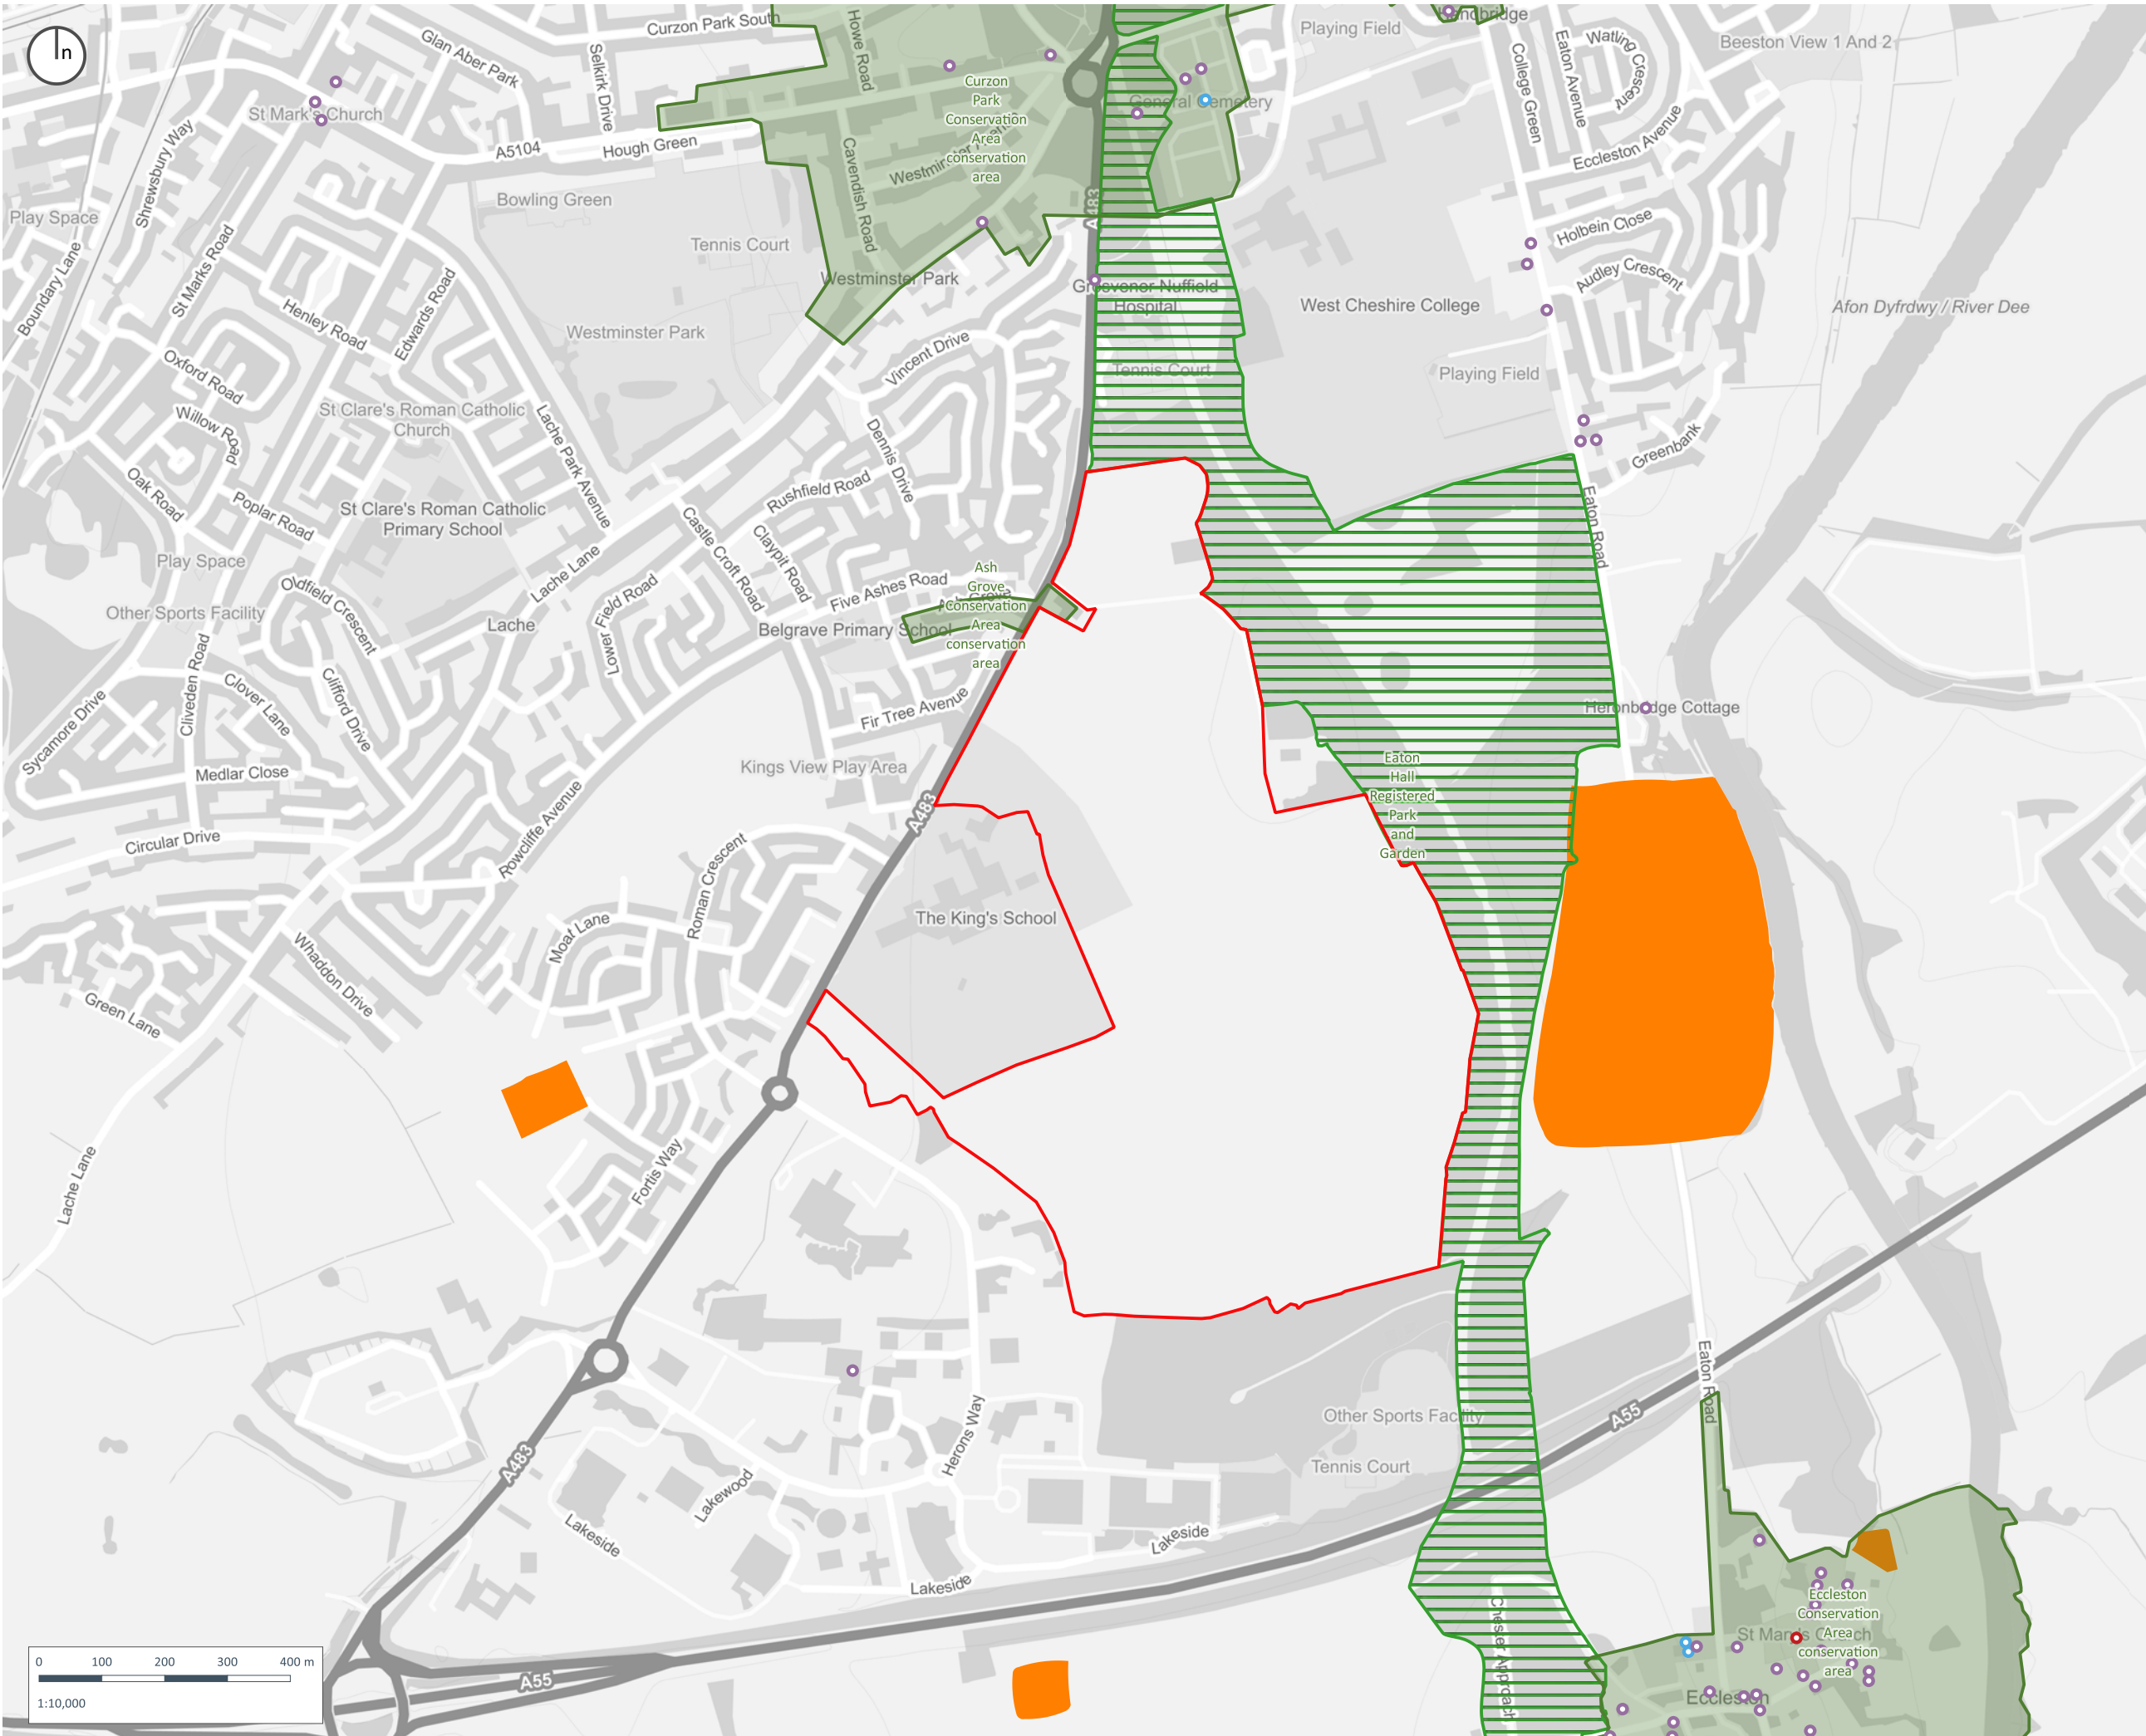 n
Curzon Park South
Glan Aber Park
Selkirk Drive
Howe Road
Playing Field
Handbridge
Watling Crescent
Beeston View 1 And 2
College Green
Eaton Avenue
Eccleston Avenue
St Mark's Church
Shrewsbury Way
A5104
Hough Green
Cavendish Road
Curzon
Park
Conservation
Area
conservation
area
General Cemetery
Bowling Green
Play Space
Boundary Lane
St Marks Road
Tennis Court
Westminster Park
A483
Holbein Close
Audley Crescent
Grosvenor Nuffield
Hospital
West Cheshire College
Afon Dyfrdwy / River Dee
Henley Road
Edwards Road
Westminster Park
Vincent Drive
Tennis Court
Playing Field
Oxford Road
Willow Road
St Clare's Roman Catholic
Church
Lache Park Avenue
Dennis Drive
Greenbank
Oak Road
Poplar Road
St Clare's Roman Catholic
Primary School
Rushfield Road
Castle Croft Road
Claypit Road
Eaton Road
Play Space
Lache Lane
Oldfield Crescent
Other Sports Facility
Lache
Lower Field Road
Five Ashes Road
Ash Grove
Belgrave Primary School
Ash
Grove
Conservation
Area
conservation
area
Cliveden Road
Clover Lane
Clifford Drive
Sycamore Drive
Fir Tree Avenue
Heronbridge Cottage
Medlar Close
Kings View Play Area
Eaton
Hall
Registered
Park
and
Garden
A483
Circular Drive
Rowcliffe Avenue
Roman Crescent
The King's School
Moat Lane
Whaddon Drive
Green Lane
Lache Lane
Fortis Way
Eaton Road
Herons Way
Other Sports Facility
A55
A483
Tennis Court
Lakewood
Lakeside
Lakeside
Lakeside
Chester Approach
Eccleston
Conservation
Area
conservation
area
St Mary's Church
Eccleston
A55
0 100 200 300 400 m
1:10,000